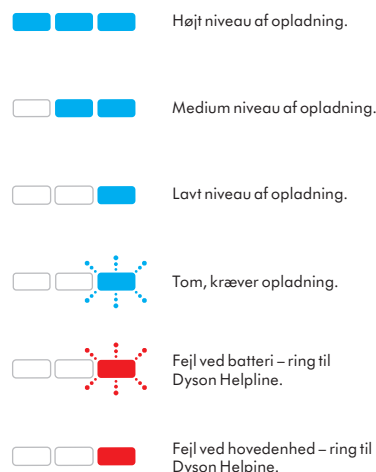 Højt niveau af opladning.
Medium niveau af opladning.
Lavt niveau af opladning.
Tom, kræver opladning.
Fejl ved batteri – ring til
Dyson Helpline.
Fejl ved hovedenhed – ring til
Dyson Helpine.